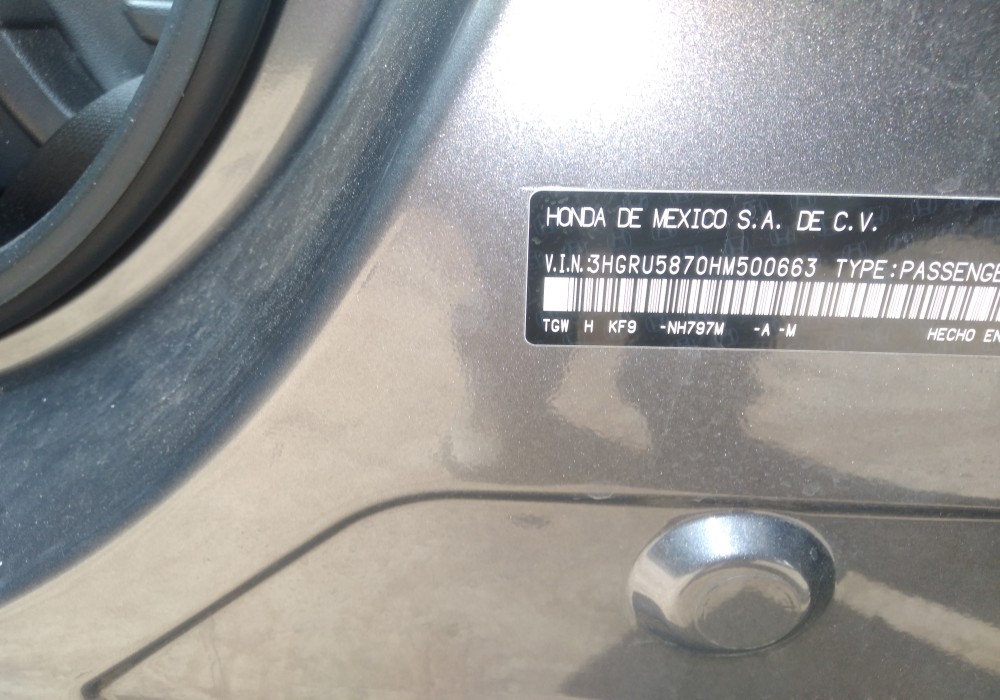 HONDA DE MEXICO S.A. DE C.V.
V.I.N.:3HGRU5870HM500663 TYPE:PASSENGE
TGW H KF9 -NH797M -A -M HECHO EN